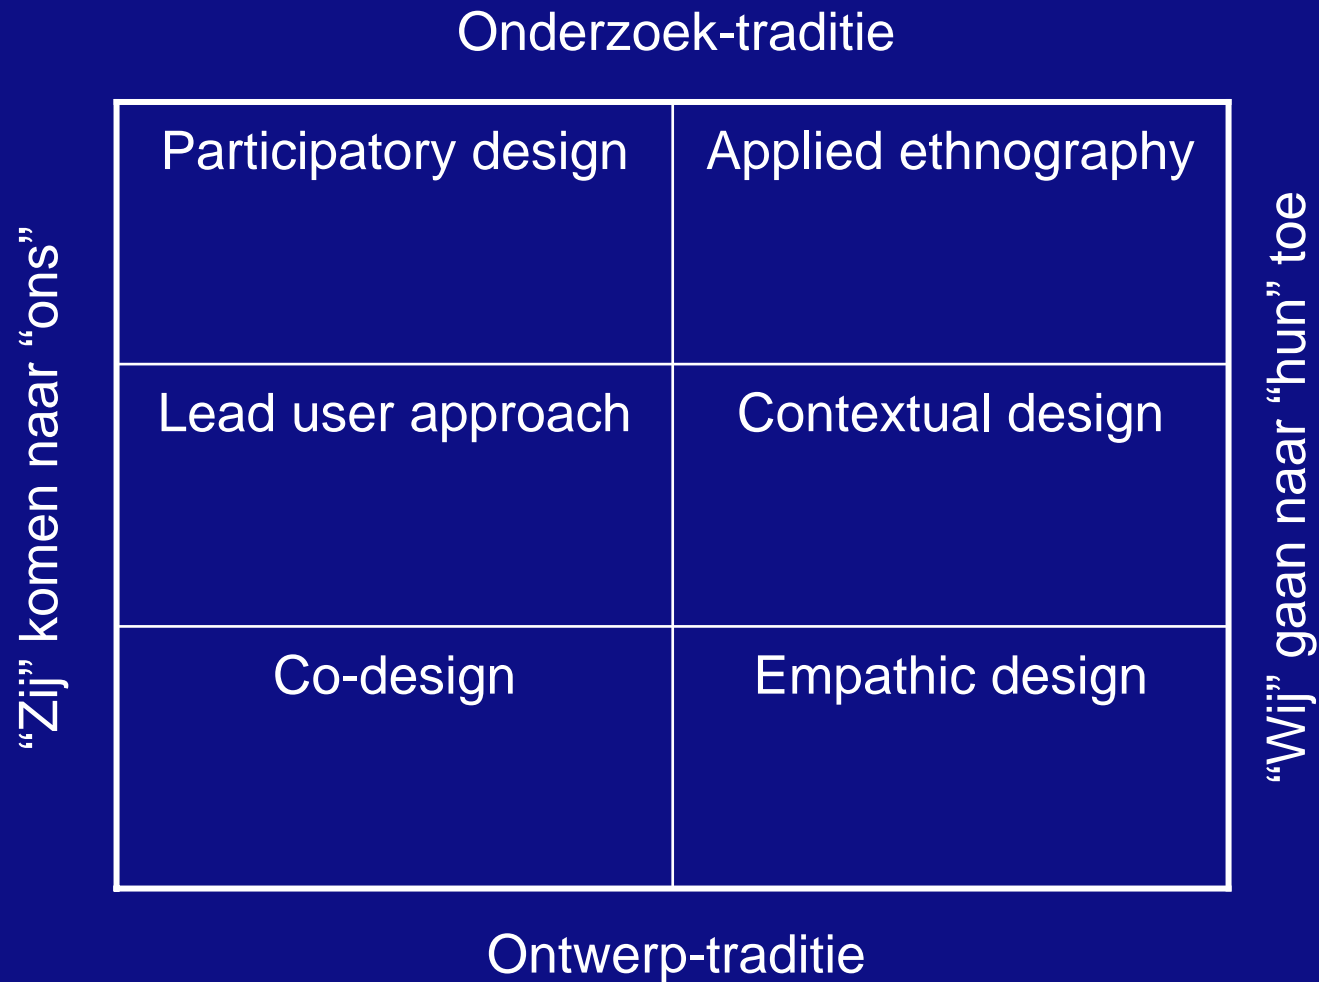 Onderzoek-traditie
“Zij” komen naar “ons”
Participatory design
Applied ethnography
Lead user approach
Contextual design
Co-design
Empathic design
“Wij” gaan naar “hun” toe
Ontwerp-traditie